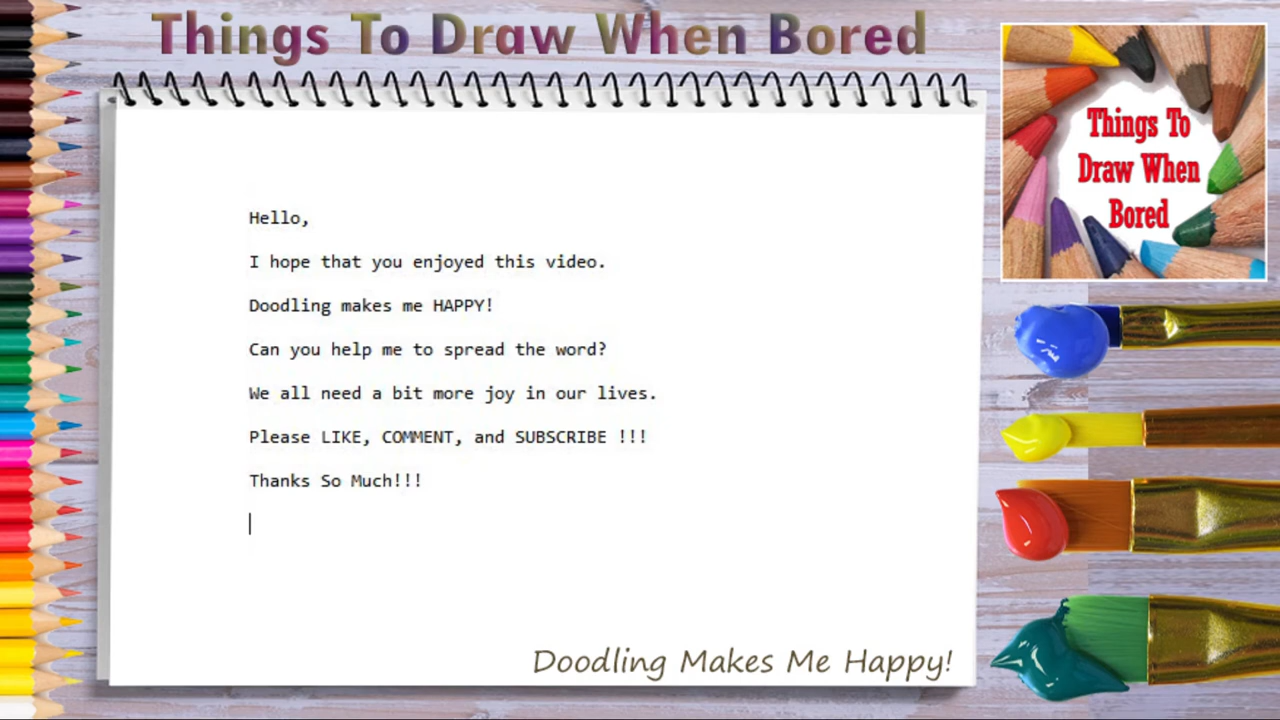 Things To Draw When Bored
Things To
Draw When
Bored
Hello,
I hope that you enjoyed this video.
Doodling makes me HAPPY!
Can you help me to spread the word?
We all need a bit more joy in our lives.
Please LIKE, COMMENT, and SUBSCRIBE !!!
Thanks So Much!!!
Doodling Makes Me Happy!